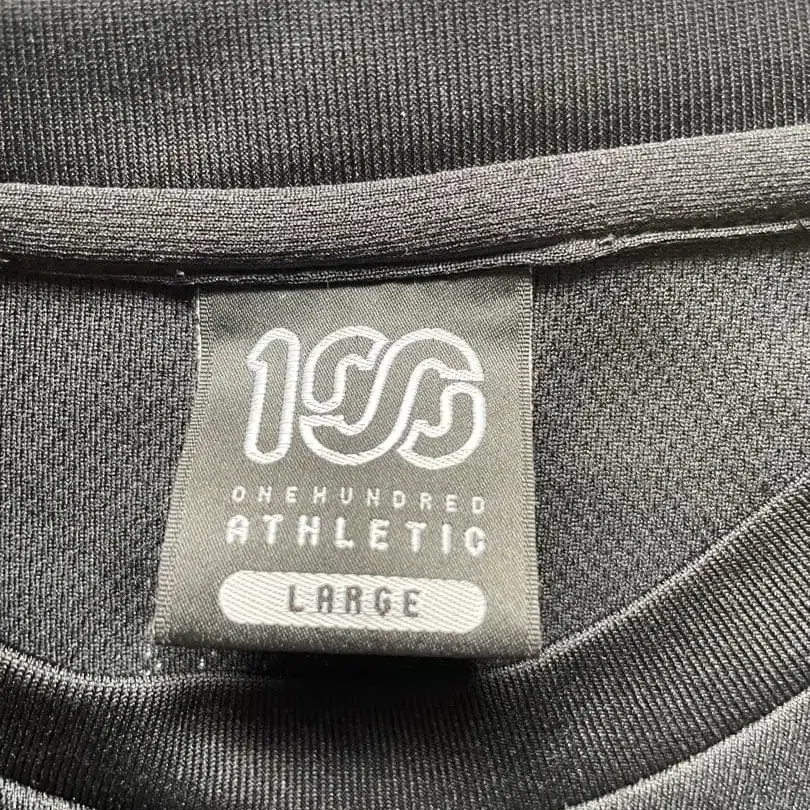 100
ONEHUNDRED
ATHLETIC
LARGE